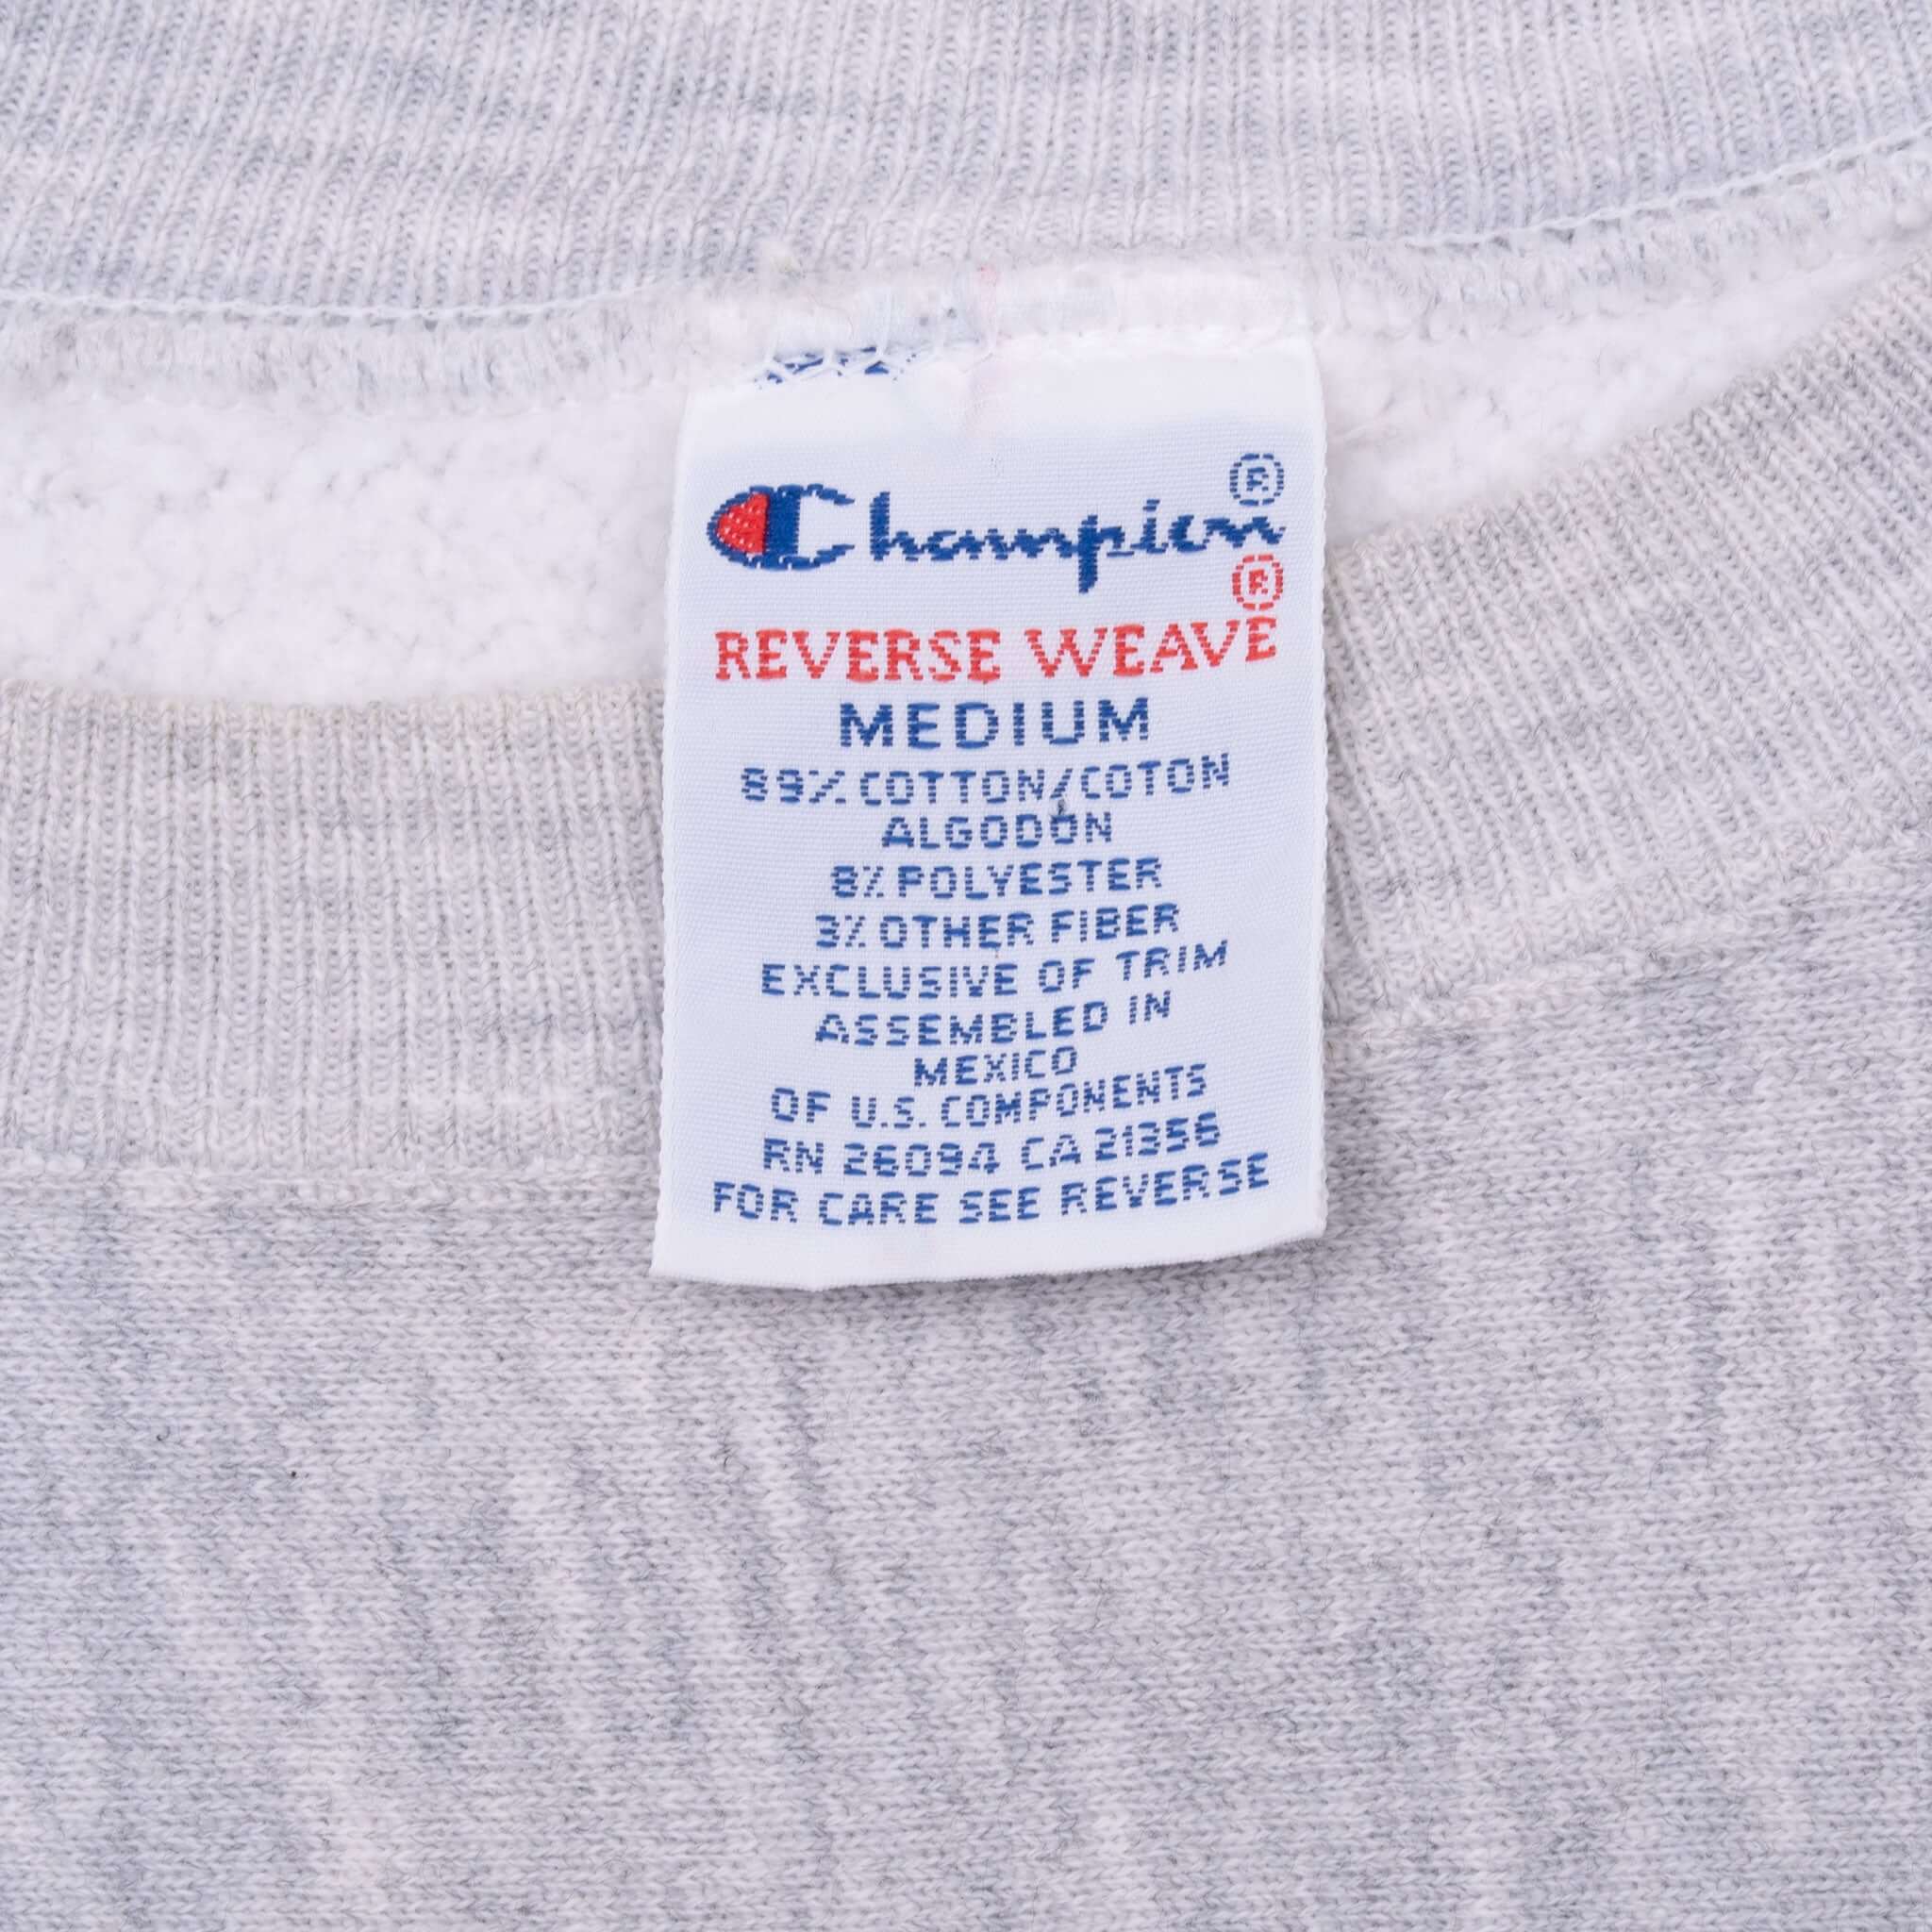 Champion®
REVERSE WEAVE®
MEDIUM
89% COTTON/COTON
ALGODON
8% POLYESTER
3% OTHER FIBER
EXCLUSIVE OF TRIM
ASSEMBLED IN
MEXICO
OF U.S. COMPONENTS
RN 26094 CA 21356
FOR CARE SEE REVERSE